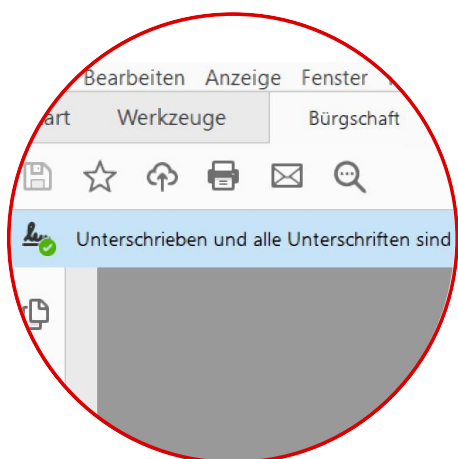 Bearbeiten Anzeige Fenster
Werkzeuge Bürgschaft
Unterschrieben und alle Unterschriften sind